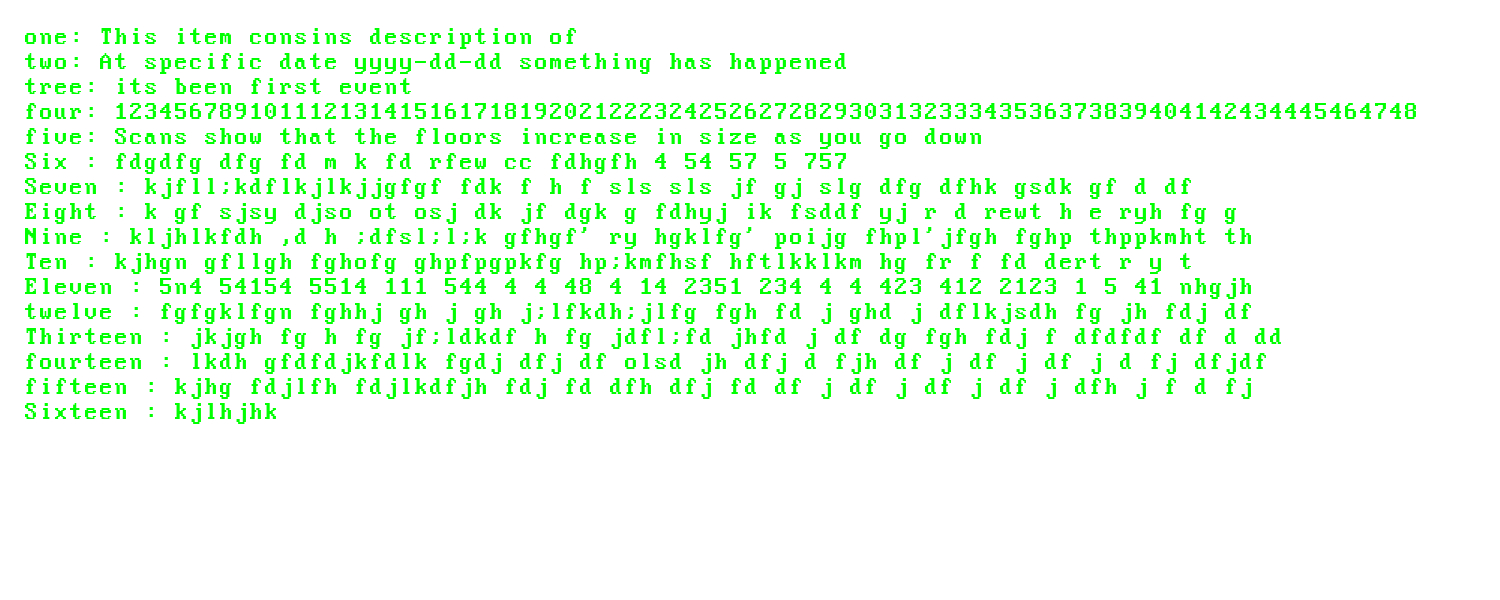 one: This item consins description of
two: At specific date yyyy-dd-dd something has happened
tree: its been first event
four: 123456789101112131415161718192021222324252627282930313233343536373839404142434445464748
five: Scans show that the floors increase in size as you go down
Six : fdgdfg dfg fd m k fd rfew cc fdhgfh 4 54 57 5 757
Seven : kjfll;kdflkjlkjjgfgf fdk f h f sls sls jf gj slg dfg dfhk gsdk gf d df
Eight : k gf sjsy djso ot osj dk jf dgk g fdhyj ik fsddf yj r d rewt h e ryh fg g
Nine : kljhlkfdh ,d h ;dfsl;l;k gfhgf' ry hgklfg' poijg fhpl'jfgh fghp thppkmht th
Ten : kjhgn gfllgh fghofg ghpfpgpkfg hp;kmfhsf hftlkklkm hg fr f fd dert r y t
Eleven : 5n4 54154 5514 111 544 4 4 48 4 14 2351 234 4 4 423 412 2123 1 5 41 nhgjh
twelve : fgfgklfgn fghhj gh j gh j;lfkdh;jlfg fgh fd j ghd j dflkjsdh fg jh fdj df
Thirteen : jkjgh fg h fg jf;ldkdf h fg jdfl;fd jhfd j df dg fgh fdj f dfdfdf df d dd
fourteen : lkdh gfdfdjkfdlk fgdj dfj df olsd jh dfj d fjh df j df j df j d fj dfjdf
fifteen : kjhg fdjlfh fdjlkdfjh fdj fd dfh dfj fd df j df j df j df j dfh j f d fj
Sixteen : kjlhjhk